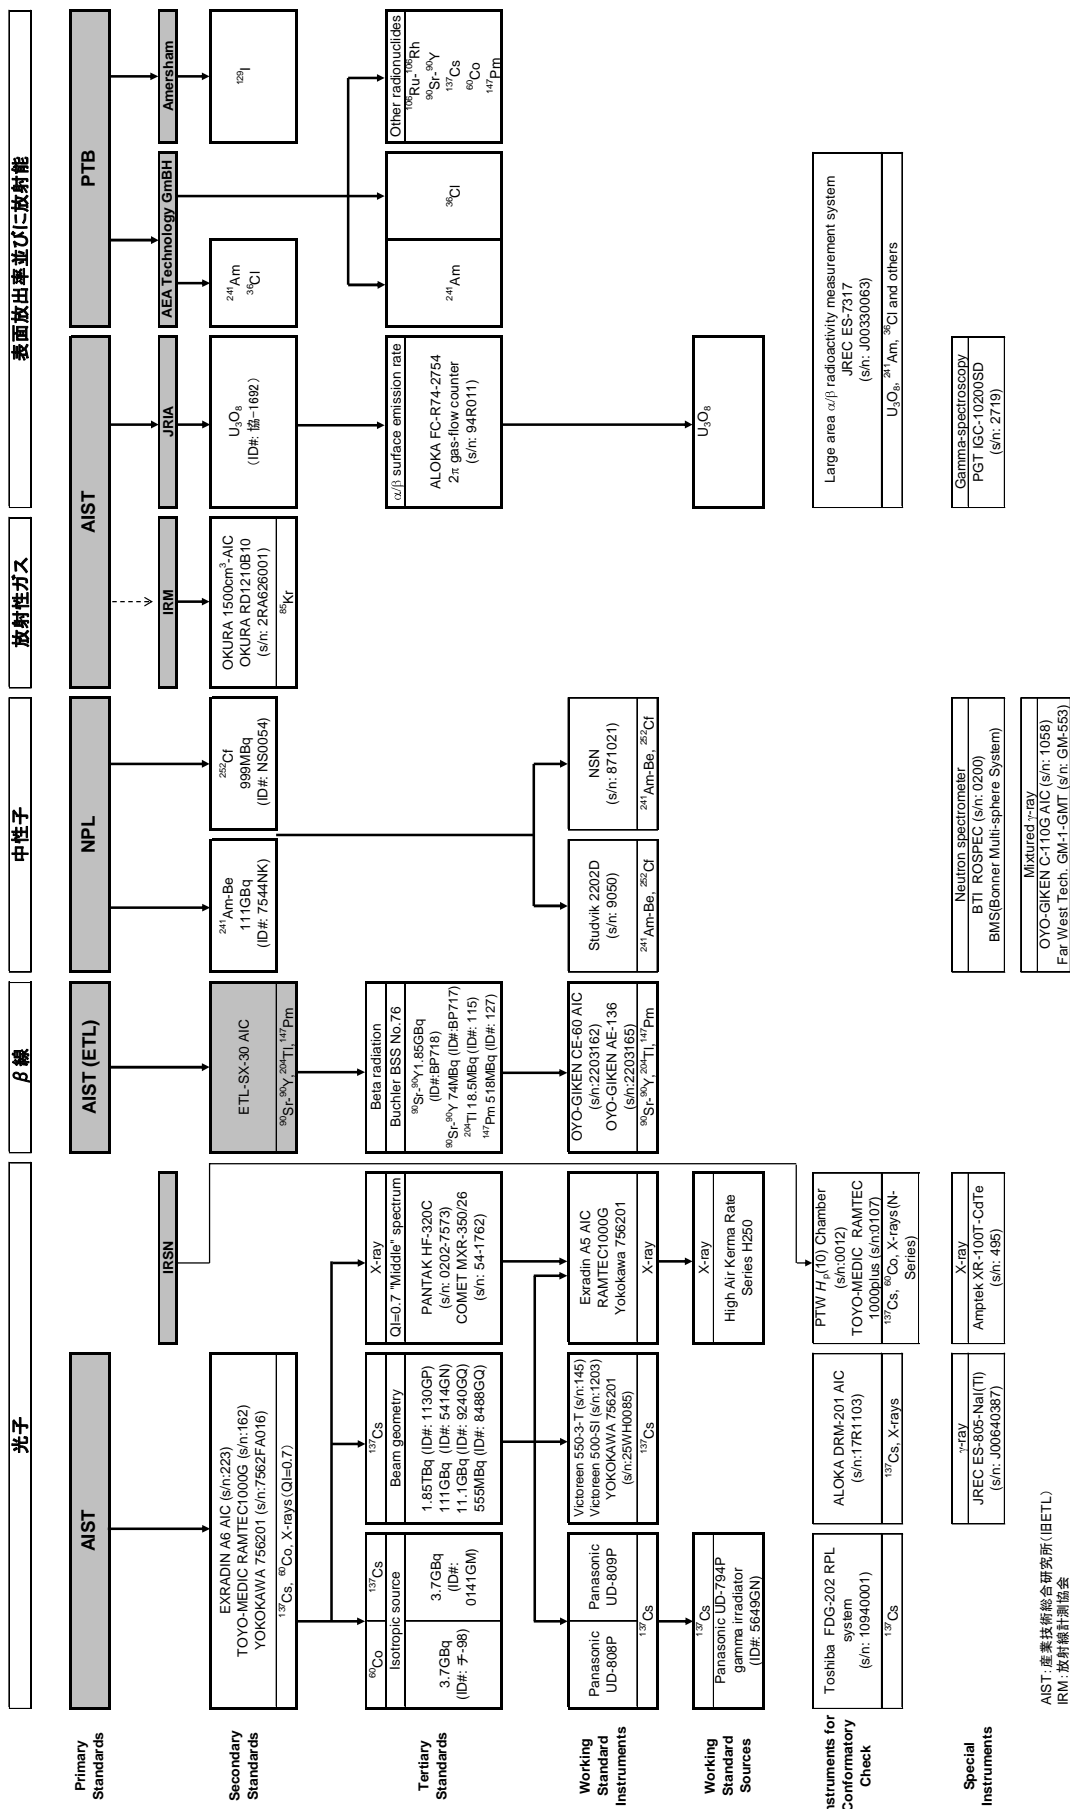 光子
β線
中性子
放射性ガス
表面放出率並びに放射能
Primary
Standards
AIST
AIST (ETL)
NPL
AIST
PTB
IRSN
IRM
JRIA
AEA Technology GmBH
Amersham
Secondary
Standards
EXRADIN A6 AIC (s/n:223)
TOYO-MEDIC RAMTEC1000G (s/n:162)
YOKOKAWA 756201 (s/n:7562FA016)
¹³⁷Cs, ⁶⁰Co, X-rays(QI=0.7)
ETL-SX-30 AIC
⁹⁰Sr-⁹⁰Y,²⁰⁴Tl,¹⁴⁷Pm
²⁴¹Am-Be
111GBq
(ID#: 7544NK)
²⁵²Cf
999MBq
(ID#: NS0054)
OKURA 1500cm³-AIC
OKURA RD1210B10
(s/n: 2RA626001)
⁸⁵Kr
U₃O₈
(ID#: 協-1692)
²⁴¹Am
³⁶Cl
¹²⁹I
Tertiary
Standards
⁶⁰Co
¹³⁷Cs
Isotropic source
3.7GBq
(ID#: チ-98)
3.7GBq
(ID#:
0141GM)
¹³⁷Cs
Beam geometry
1.85TBq (ID#: 1130GP)
111GBq (ID#: 5414GN)
11.1GBq (ID#: 9240GQ)
555MBq (ID#: 8488GQ)
X-ray
QI=0.7 "Middle" spectrum
PANTAK HF-320C
(s/n: 0202-7573)
COMET MXR-350/26
(s/n: 54-1762)
Beta radiation
Buchler BSS No.76
⁹⁰Sr-⁹⁰Y1.85GBq
(ID#:BP718)
⁹⁰Sr-⁹⁰Y 74MBq (ID#:BP717)
²⁰⁴Tl 18.5MBq (ID#: 115)
¹⁴⁷Pm 518MBq (ID#: 127)
α/β surface emission rate
ALOKA FC-R74-2754
2π gas-flow counter
(s/n: 94R011)
²⁴¹Am
³⁶Cl
Other radionuclides
¹⁰⁶Ru-¹⁰⁶Rh
⁹⁰Sr-⁹⁰Y
¹³⁷Cs
⁶⁰Co
¹⁴⁷Pm
Working
Standard
Instruments
Panasonic
UD-808P
Panasonic
UD-809P
¹³⁷Cs
Victoreen 550-3-T (s/n:145)
Victoreen 500-SI (s/n:1203)
YOKOKAWA 756201
(s/n:25WH0085)
¹³⁷Cs
Exradin A5 AIC
RAMTEC1000G
Yokokawa 756201
X-ray
OYO-GIKEN CE-60 AIC
(s/n:2203162)
OYO-GIKEN AE-136
(s/n:2203165)
⁹⁰Sr-⁹⁰Y,²⁰⁴Tl,¹⁴⁷Pm
Studvik 2202D
(s/n: 9050)
²⁴¹Am-Be, ²⁵²Cf
NSN
(s/n: 871021)
²⁴¹Am-Be, ²⁵²Cf
Working
Standard
Sources
¹³⁷Cs
Panasonic UD-794P
gamma irradiator
(ID#: 5649GN)
X-ray
High Air Kerma Rate
Series H250
U₃O₈
nstruments for
Conformatory
Check
Toshiba FDG-202 RPL
system
(s/n: 10940001)
¹³⁷Cs
ALOKA DRM-201 AIC
(s/n:17R1103)
¹³⁷Cs, X-rays
PTW Hₚ(10) Chamber
(s/n:0012)
TOYO-MEDIC RAMTEC
1000plus (s/n:0107)
¹³⁷Cs, ⁶⁰Co, X-rays(N-
Series)
Large area α/β radioactivity measurement system
JREC ES-7317
(s/n: J00330063)
U₃O₈, ²⁴¹Am, ³⁶Cl and others
Special
Instruments
γ-ray
JREC ES-805-NaI(Tl)
(s/n: J00640387)
X-ray
Amptek XR-100T-CdTe
(s/n: 495)
Neutron spectrometer
BTI ROSPEC (s/n: 0200)
BMS(Bonner Multi-sphere System)
Gamma-spectroscopy
PGT IGC-10200SD
(s/n: 2719)
Mixtured γ-ray
OYO-GIKEN C-110G AIC (s/n: 1058)
Far West Tech. GM-1-GMT (s/n: GM-553)
AIST: 産業技術総合研究所(旧ETL)
IRM: 放射線計測協会